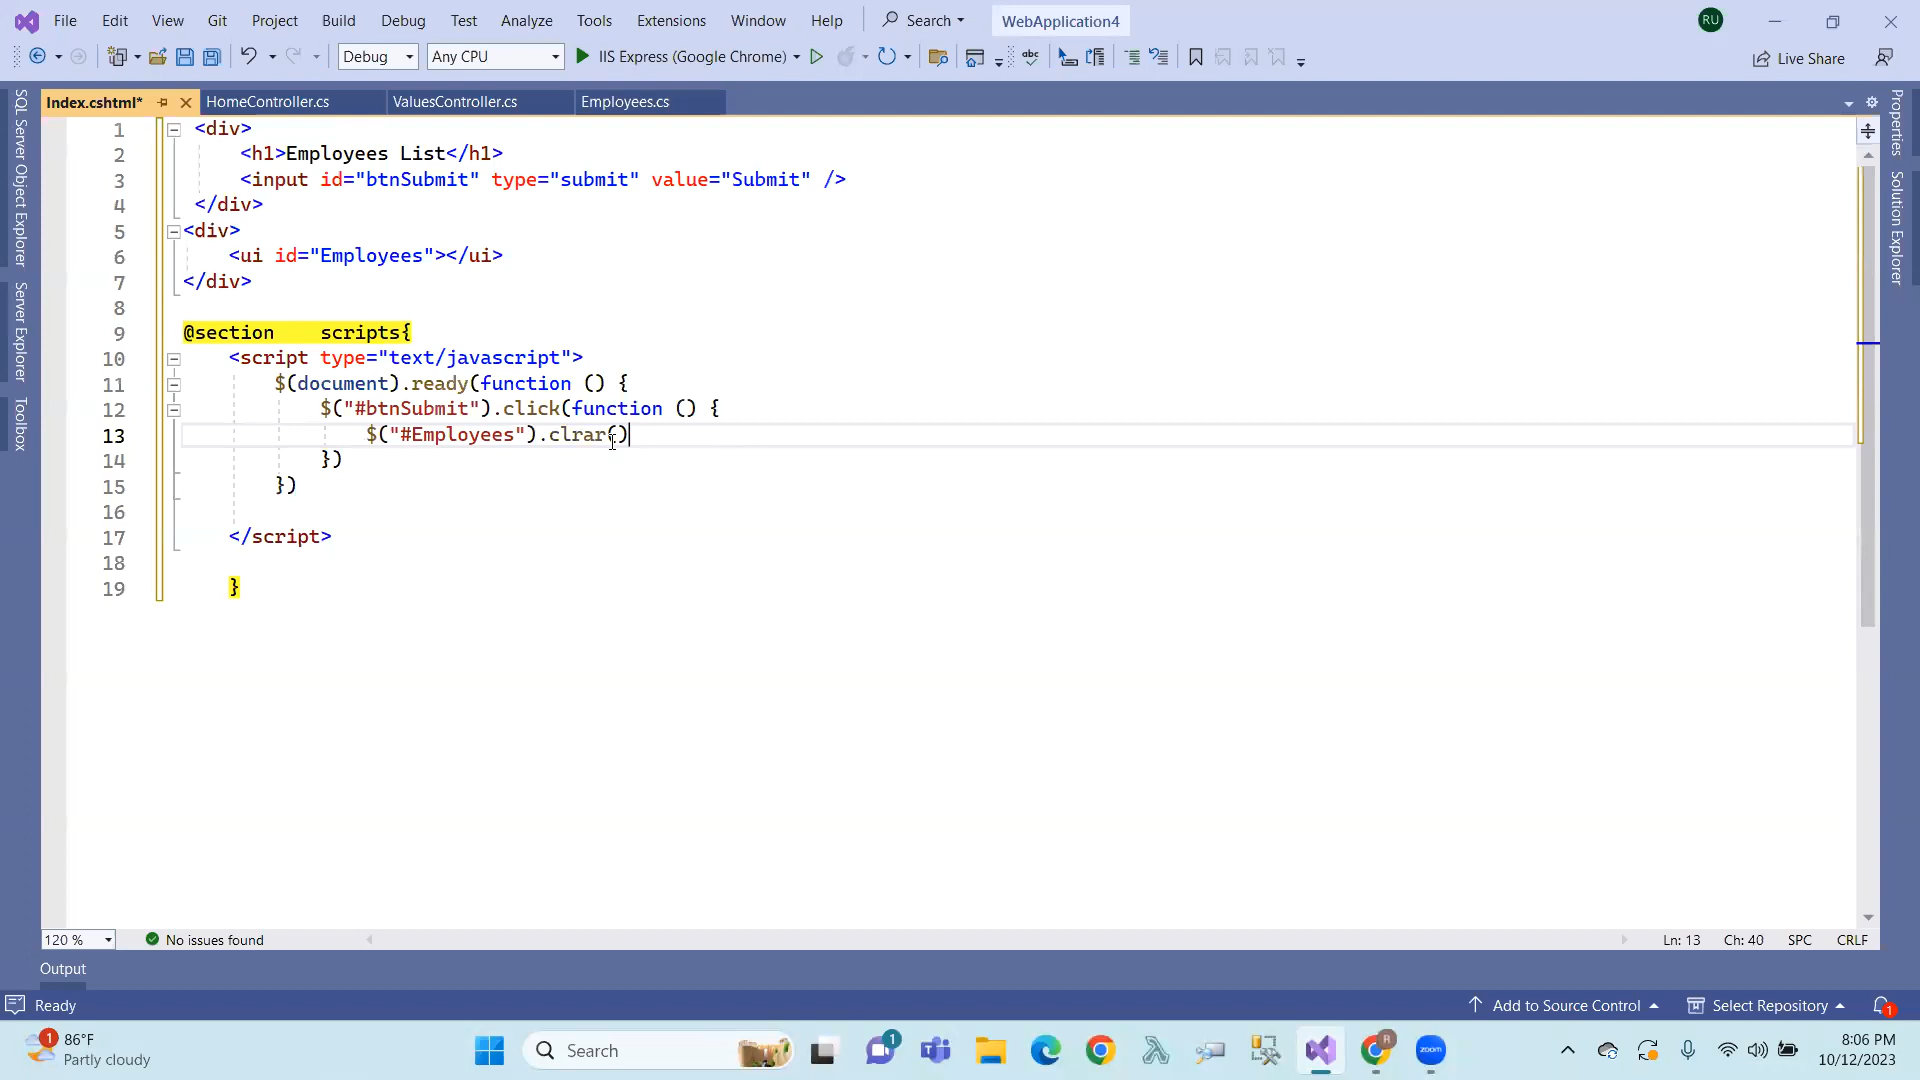 File Edit View Git Project Build Debug Test Analyze Tools Extensions Window Help Search WebApplication4 RU
Debug Any CPU IIS Express (Google Chrome) abc Live Share
Index.cshtml* HomeController.cs ValuesController.cs Employees.cs
SQL Server Object Explorer
Server Explorer
Toolbox
Properties
Solution Explorer
1 <div>
2 <h1>Employees List</h1>
3 <input id="btnSubmit" type="submit" value="Submit" />
4 </div>
5 <div>
6 <ui id="Employees"></ui>
7 </div>
8
9 @section scripts{
10 <script type="text/javascript">
11 $(document).ready(function () {
12 $("#btnSubmit").click(function () {
13 $("#Employees").clrar()
14 })
15 })
16
17 </script>
18
19 }
120 % No issues found Ln: 13 Ch: 40 SPC CRLF
Output
Ready Add to Source Control Select Repository 1
1 86°F
Partly cloudy
Search 1 R zoom
8:06 PM
10/12/2023